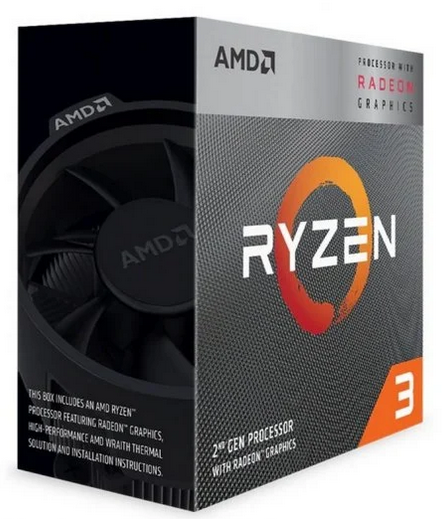 AMD
PROCESSOR WITH
RADEON
GRAPHICS
AMD
AMD
RYZEN
3
2ND GEN PROCESSOR
WITH RADEON™ GRAPHICS
THIS BOX INCLUDES AN AMD RYZEN™
PROCESSOR FEATURING RADEON™ GRAPHICS,
HIGH-PERFORMANCE AMD WRAITH THERMAL
SOLUTION AND INSTALLATION INSTRUCTIONS.